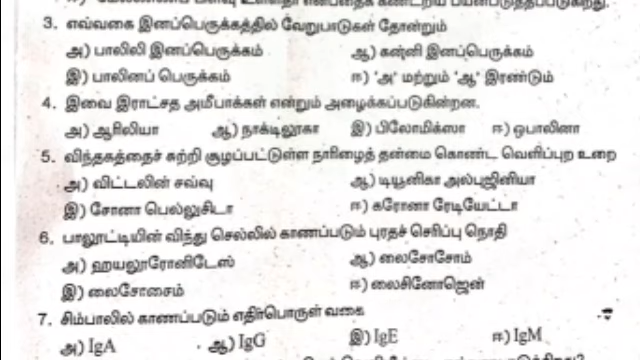 3. எவ்வகை இனப்பெருக்கத்தில் வேறுபாடுகள் தோன்றும்
அ) பாலிலி இனப்பெருக்கம் ஆ) கன்னி இனப்பெருக்கம்
இ) பாலினப் பெருக்கம் ஈ) 'அ' மற்றும் 'ஆ' இரண்டும்
4. இவை இராட்சத அமீபாக்கள் என்றும் அழைக்கப்படுகின்றன.
அ) ஆரிலியா ஆ) நாக்டிலூகா இ) பிலோமிக்ஸா ஈ) ஒபாலினா
5. விந்தகத்தைச் சுற்றி சூழப்பட்டுள்ள நாரிழைத் தன்மை கொண்ட வெளிப்புற உறை
அ) விட்டலின் சவ்வு ஆ) டியூனிகா அல்புஜினியா
இ) சோனா பெல்லுசிடா ஈ) கரோனா ரேடியேட்டா
6. பாலூட்டியின் விந்து செல்லில் காணப்படும் புரதச் செரிப்பு நொதி
அ) ஹயலூரோனிடேஸ் ஆ) லைசோசோம்
இ) லைசோசைம் ஈ) லைசினோஜென்
7. சிம்பாலில் காணப்படும் எதிர்பொருள் வகை
அ) IgA ஆ) IgG இ) IgE ஈ) IgM